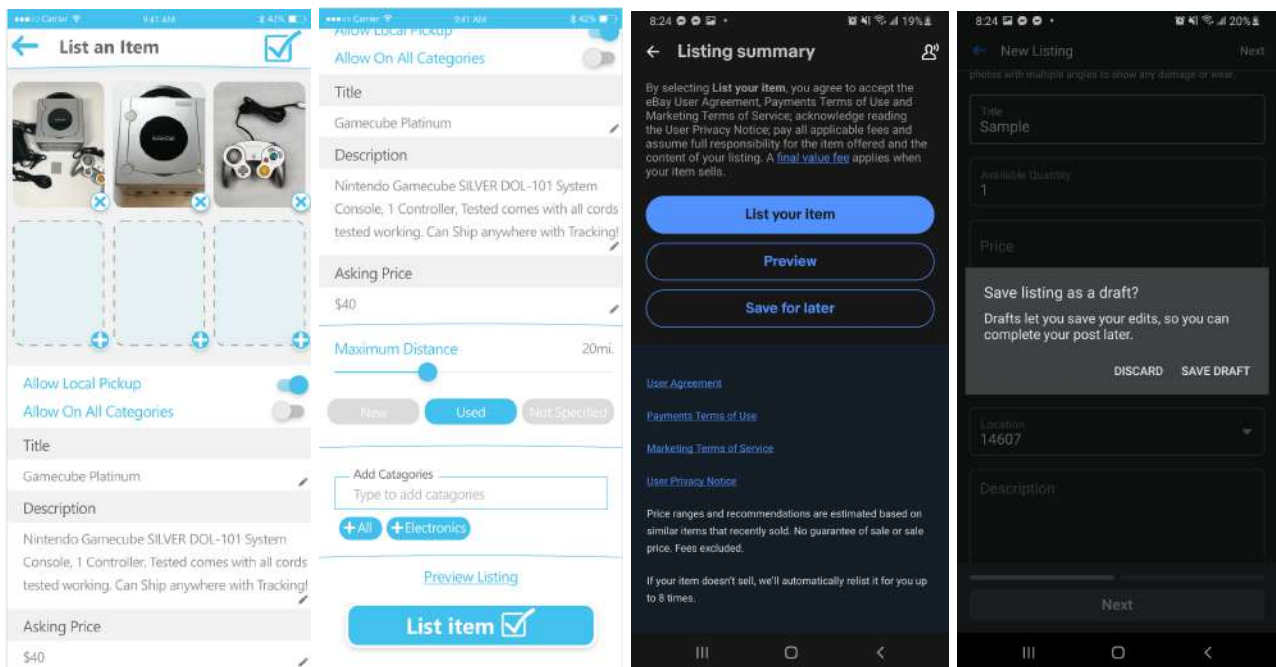 Carrier 9:41 AM 42%
List an Item
Allow Local Pickup
Allow On All Categories
Title
Gamecube Platinum
Description
Nintendo Gamecube SILVER DOL-101 System
Console, 1 Controller, Tested comes with all cords
tested working. Can Ship anywhere with Tracking!
Asking Price
$40
Carrier 9:41 AM 42%
Allow Local Pickup
Allow On All Categories
Title
Gamecube Platinum
Description
Nintendo Gamecube SILVER DOL-101 System
Console, 1 Controller, Tested comes with all cords
tested working. Can Ship anywhere with Tracking!
Asking Price
$40
Maximum Distance 20mi.
New Used Not Specified
Add Catagories
Type to add catagories
+All +Electronics
Preview Listing
List item
8:24 19%
Listing summary
By selecting List your item, you agree to accept the
eBay User Agreement, Payments Terms of Use and
Marketing Terms of Service; acknowledge reading
the User Privacy Notice; pay all applicable fees and
assume full responsibility for the item offered and the
content of your listing. A final value fee applies when
your item sells.
List your item
Preview
Save for later
User Agreement
Payments Terms of Use
Marketing Terms of Service
User Privacy Notice
Price ranges and recommendations are estimated based on
similar items that recently sold. No guarantee of sale or sale
price. Fees excluded.
If your item doesn't sell, we'll automatically relist it for you up
to 8 times.
8:24 20%
New Listing Next
photos with multiple angles to show any damage or wear.
Title
Sample
Available Quantity
1
Price
Save listing as a draft?
Drafts let you save your edits, so you can
complete your post later.
DISCARD SAVE DRAFT
Location
14607
Description
Next